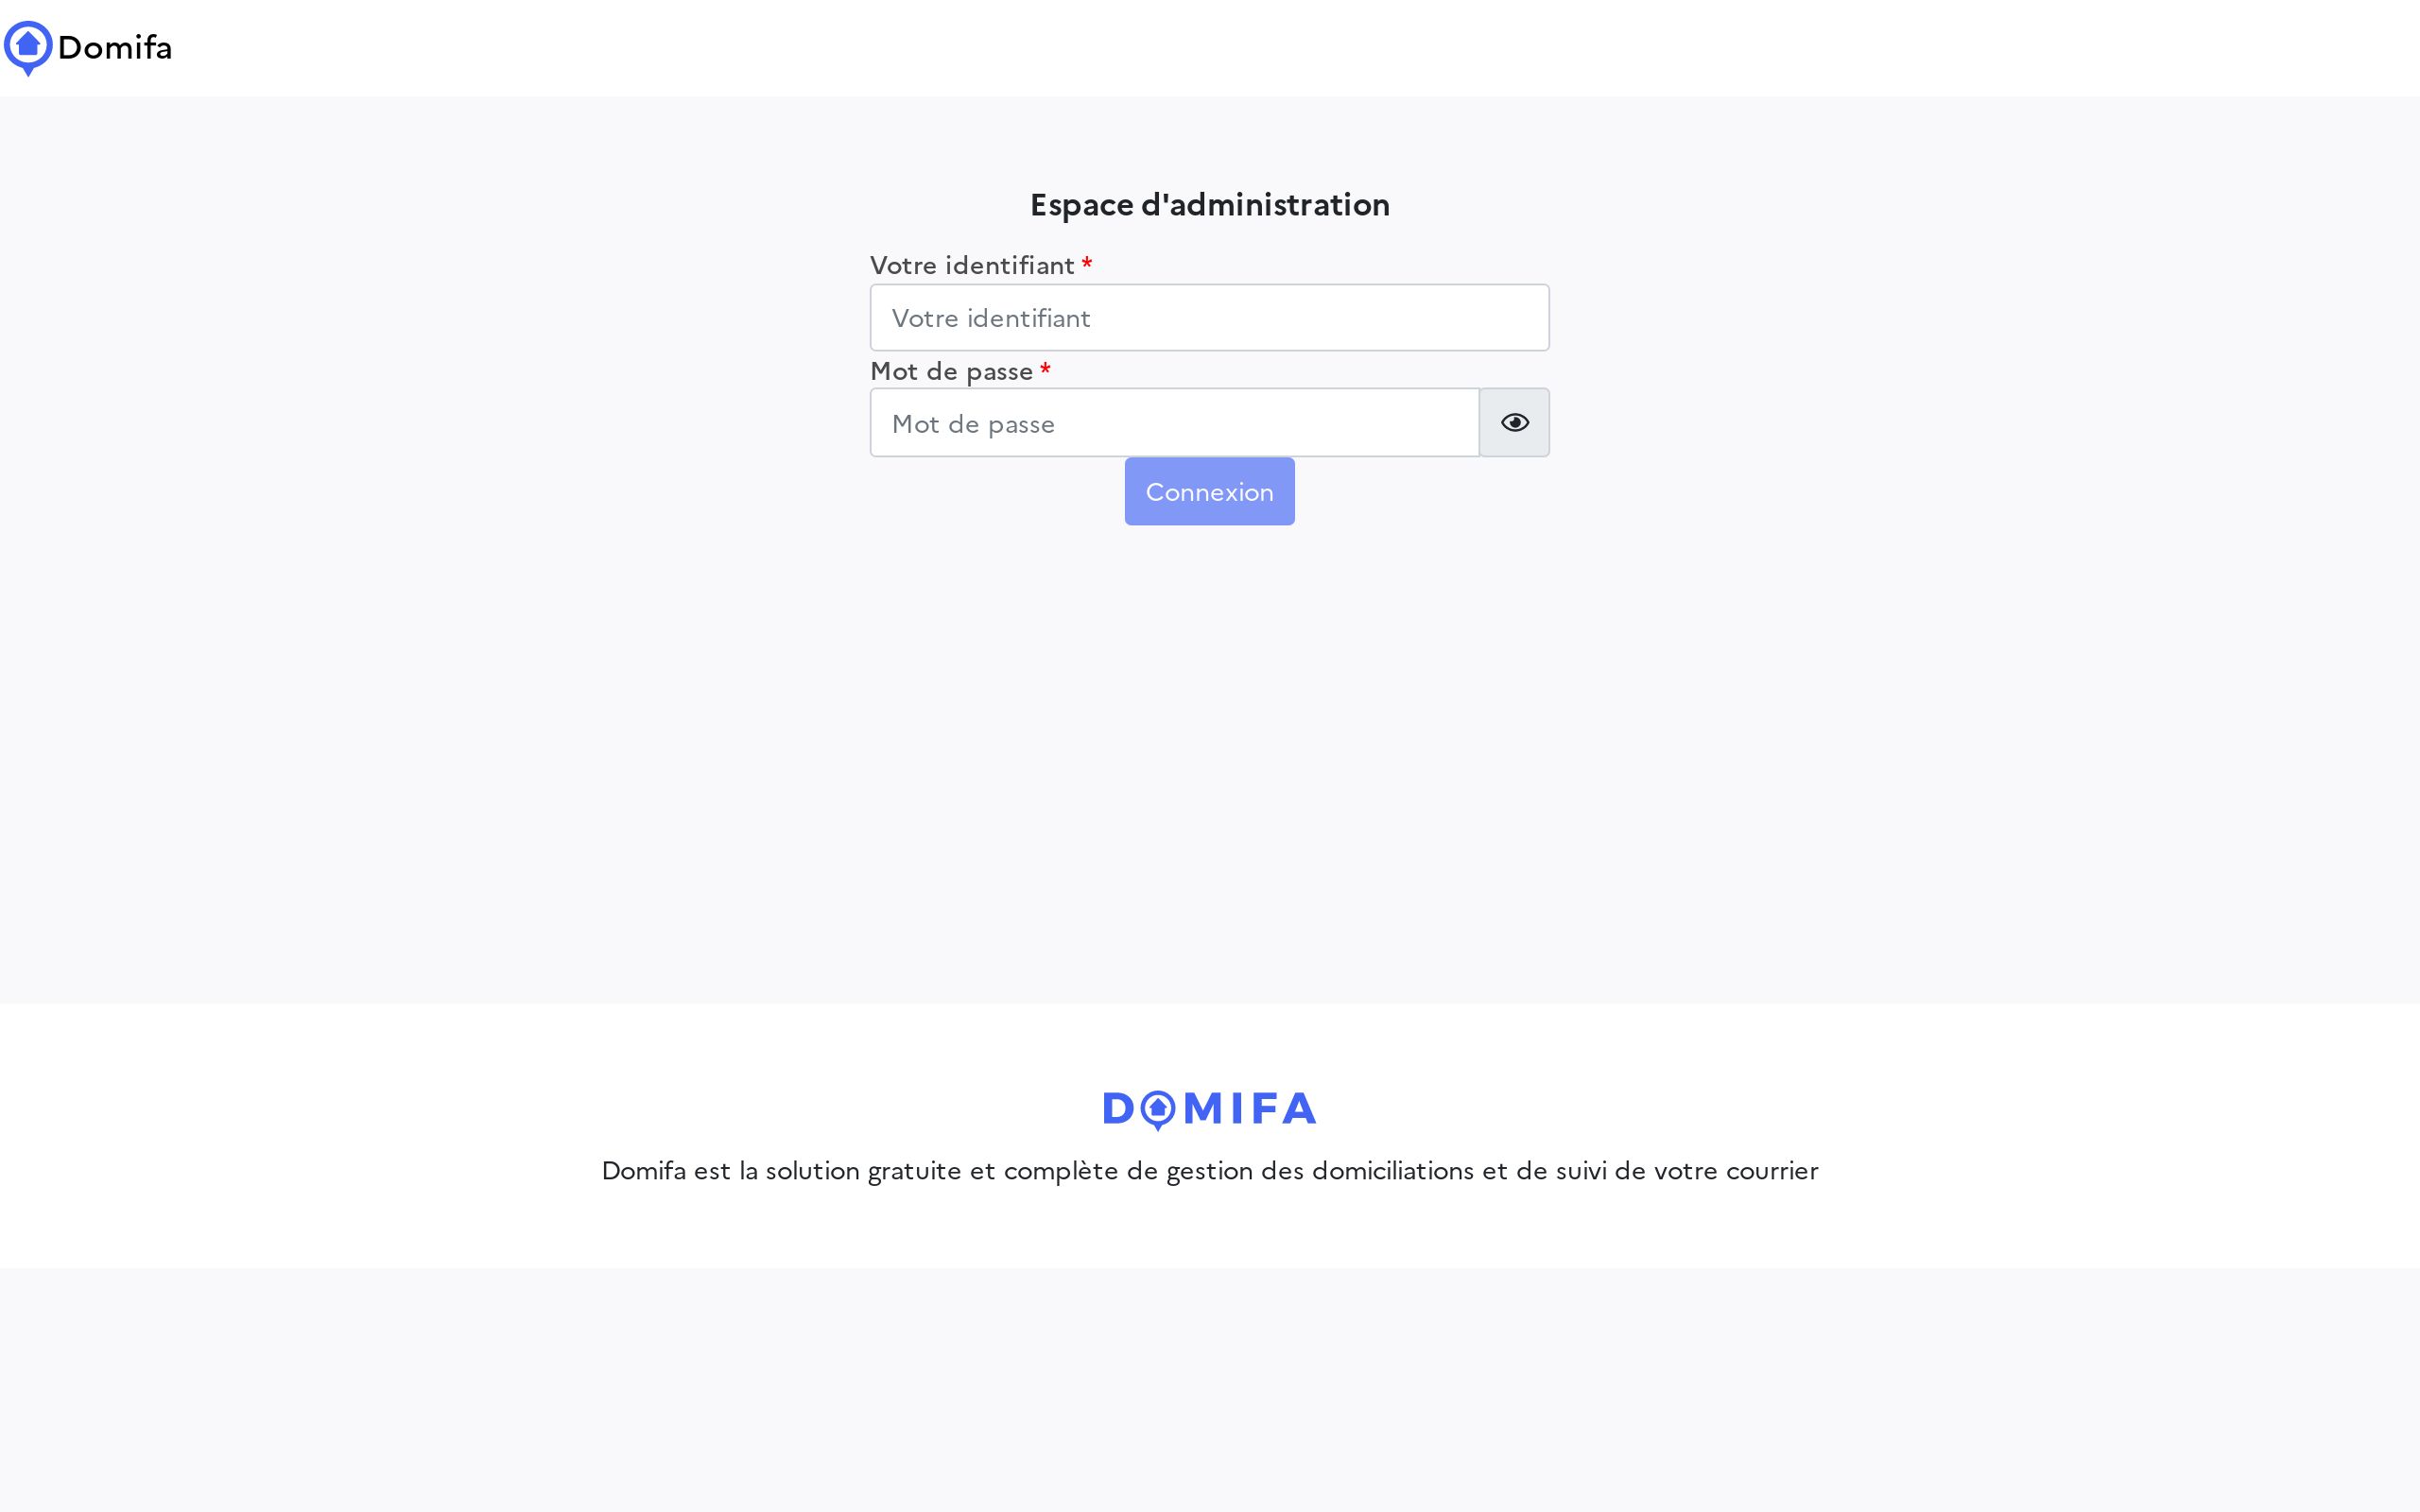 Domifa
Espace d'administration
Votre identifiant *
Votre identifiant
Mot de passe *
Mot de passe
Connexion
DOMIFA
Domifa est la solution gratuite et complète de gestion des domiciliations et de suivi de votre courrier